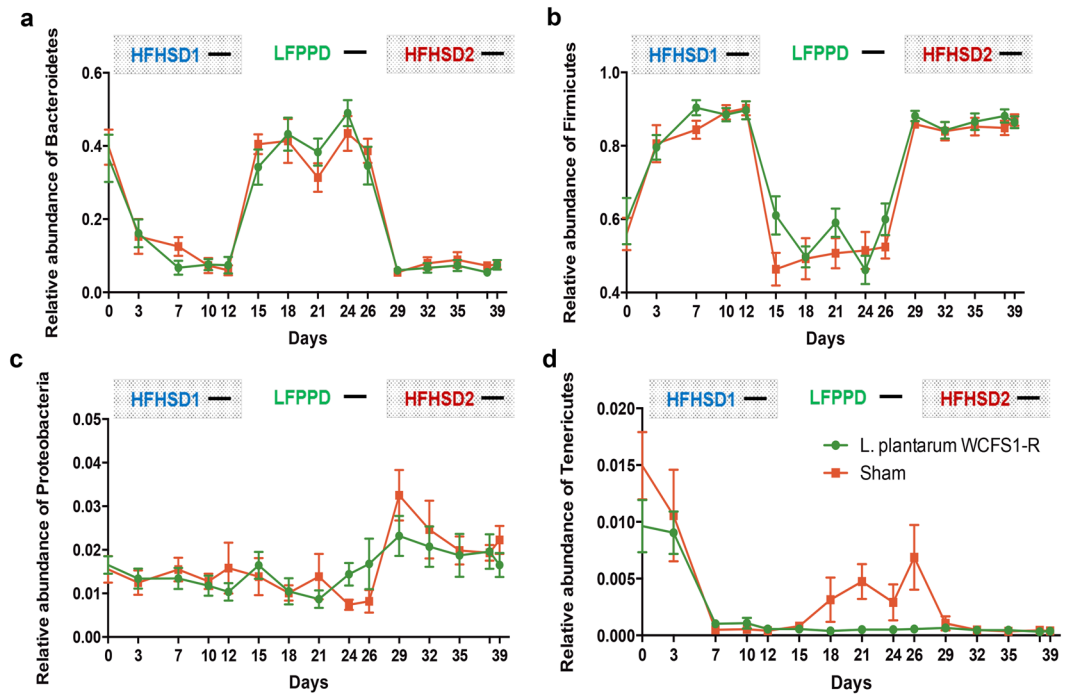 a
HFHSD1 LFPPD HFHSD2
Relative abundance of Bacteroidetes
0.6
0.4
0.2
0.0
0 3 7 10 12 15 18 21 24 26 29 32 35 39
Days
b
HFHSD1 LFPPD HFHSD2
Relative abundance of Firmicutes
1.0
0.8
0.6
0.4
0 3 7 10 12 15 18 21 24 26 29 32 35 39
Days
c
HFHSD1 LFPPD HFHSD2
Relative abundance of Proteobacteria
0.05
0.04
0.03
0.02
0.01
0.00
0 3 7 10 12 15 18 21 24 26 29 32 35 39
Days
d
HFHSD1 LFPPD HFHSD2
Relative abundance of Tenericutes
0.020
0.015
0.010
0.005
0.000
L. plantarum WCFS1-R
Sham
0 3 7 10 12 15 18 21 24 26 29 32 35 39
Days